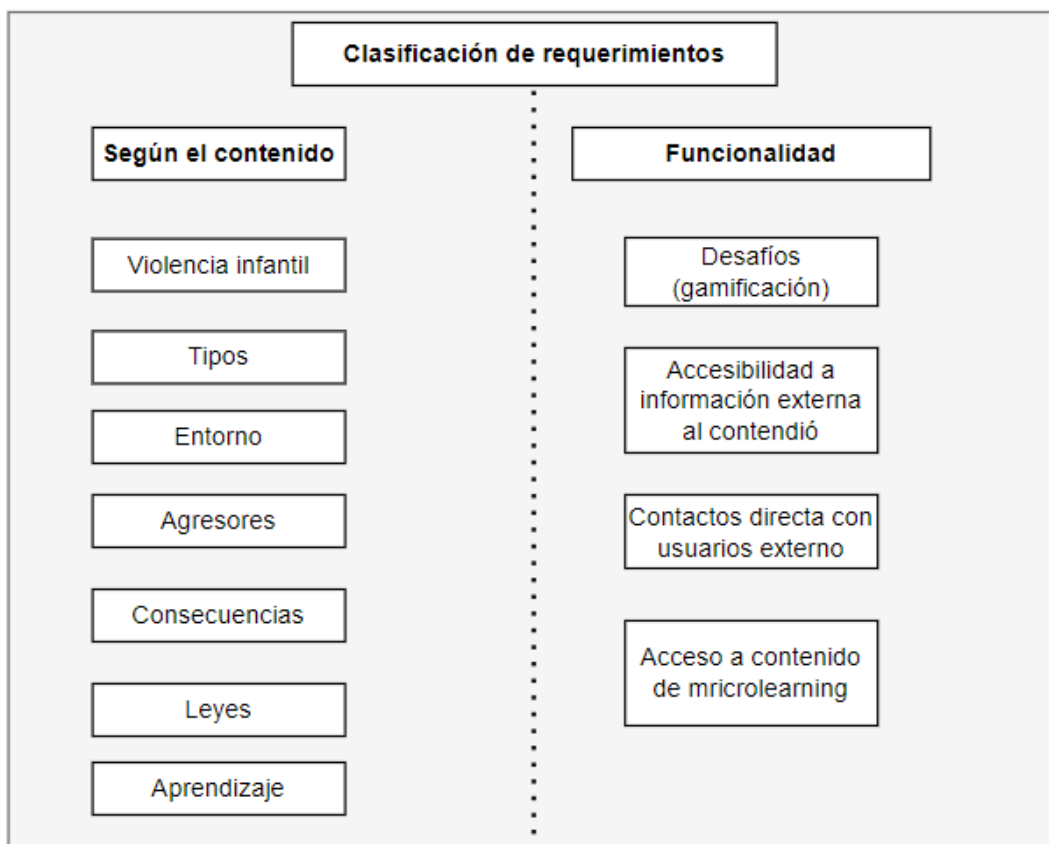 Clasificación de requerimientos
Según el contenido
Violencia infantil
Tipos
Entorno
Agresores
Consecuencias
Leyes
Aprendizaje
Funcionalidad
Desafíos
(gamificación)
Accesibilidad a
información externa
al contendió
Contactos directa con
usuarios externo
Acceso a contenido
de mricrolearning